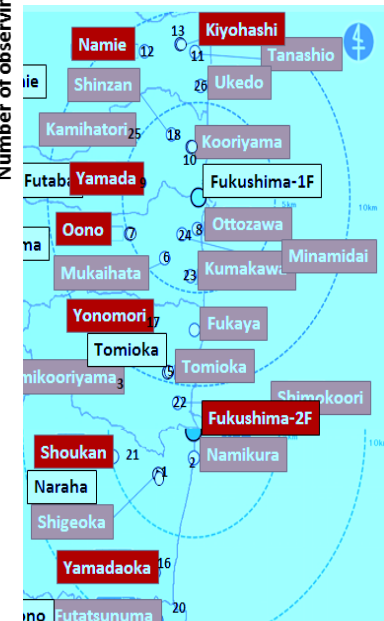 Number of observin
13
Kiyohashi
Namie
12
11
Tanashio
nie
Shinzan
26
Ukedo
Kamihatori
25
18
Kooriyama
10
Futaba
Yamada
9
Fukushima-1F
5km
10km
Oono
7
24
8
Ottozawa
ma
6
Minamidai
Mukaihata
23
Kumakawa
Yonomori
17
Fukaya
Tomioka
5
Tomioka
mikooriyama
3
22
Shimokoori
Fukushima-2F
km
10k
Shoukan
21
2
Namikura
1
Naraha
Shigeoka
Yamadaoka
16
ono
Futatsunuma
20